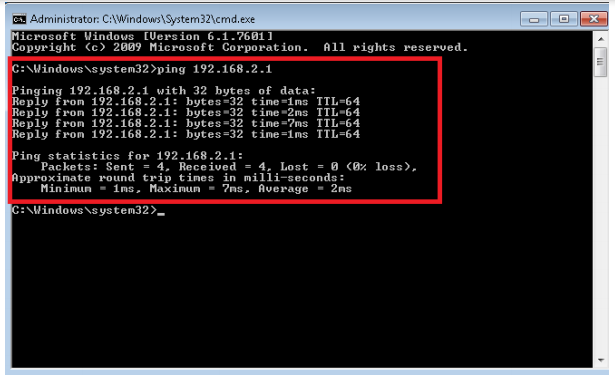 Administrator: C:\Windows\System32\cmd.exe
Microsoft Windows [Version 6.1.7601]
Copyright (c) 2009 Microsoft Corporation.  All rights reserved.
C:\Windows\system32>ping 192.168.2.1
Pinging 192.168.2.1 with 32 bytes of data:
Reply from 192.168.2.1: bytes=32 time=1ms TTL=64
Reply from 192.168.2.1: bytes=32 time=2ms TTL=64
Reply from 192.168.2.1: bytes=32 time=7ms TTL=64
Reply from 192.168.2.1: bytes=32 time=1ms TTL=64
Ping statistics for 192.168.2.1:
    Packets: Sent = 4, Received = 4, Lost = 0 (0% loss),
Approximate round trip times in milli-seconds:
    Minimum = 1ms, Maximum = 7ms, Average = 2ms
C:\Windows\system32>_